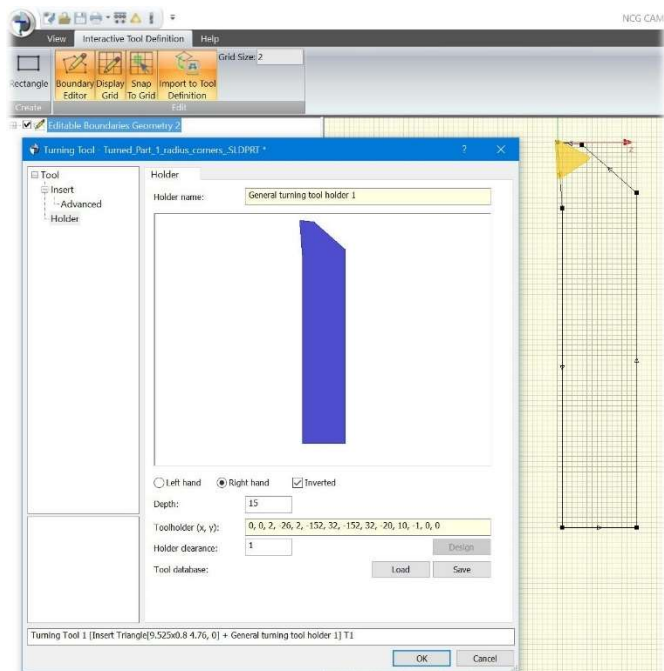 NCG CAM
View Interactive Tool Definition Help
Grid Size: 2
Rectangle Boundary Editor Display Grid Snap To Grid Import to Tool Definition
Create Edit
Editable Boundaries Geometry 2
Turning Tool - Turned_Part_1_radius_corners_.SLDPRT * ?
Tool
Insert
Advanced
Holder
Holder
Holder name: General turning tool holder 1
Left hand Right hand Inverted
Depth: 15
Toolholder (x, y): 0, 0, 2, -26, 2, -152, 32, -152, 32, -20, 10, -1, 0, 0
Holder clearance: 1 Design
Tool database: Load Save
Turning Tool 1 [Insert Triangle[9.525x0.8 4.76, 0] + General turning tool holder 1] T1
OK Cancel
Z